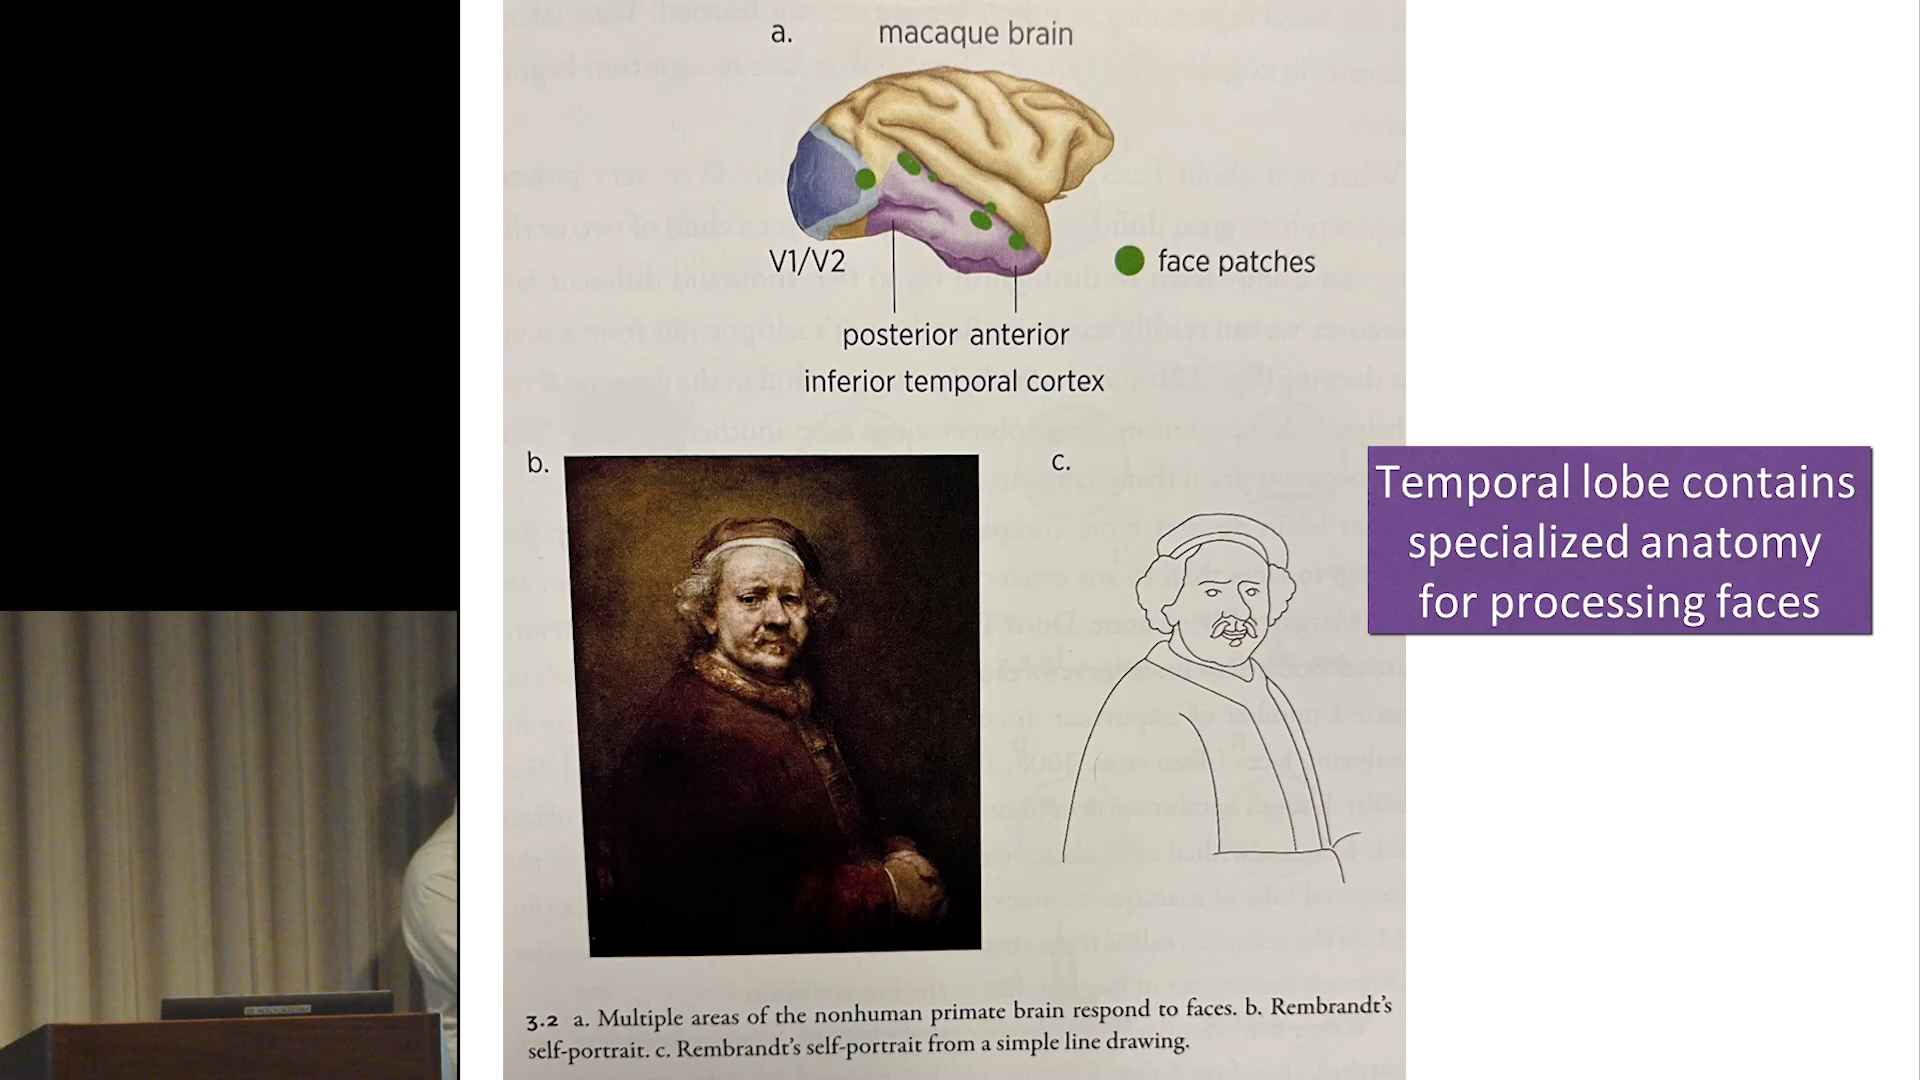 a. macaque brain
V1/V2
face patches
posterior anterior
inferior temporal cortex
b.
c.
Temporal lobe contains
specialized anatomy
for processing faces
3.2 a. Multiple areas of the nonhuman primate brain respond to faces. b. Rembrandt's
self-portrait. c. Rembrandt's self-portrait from a simple line drawing.